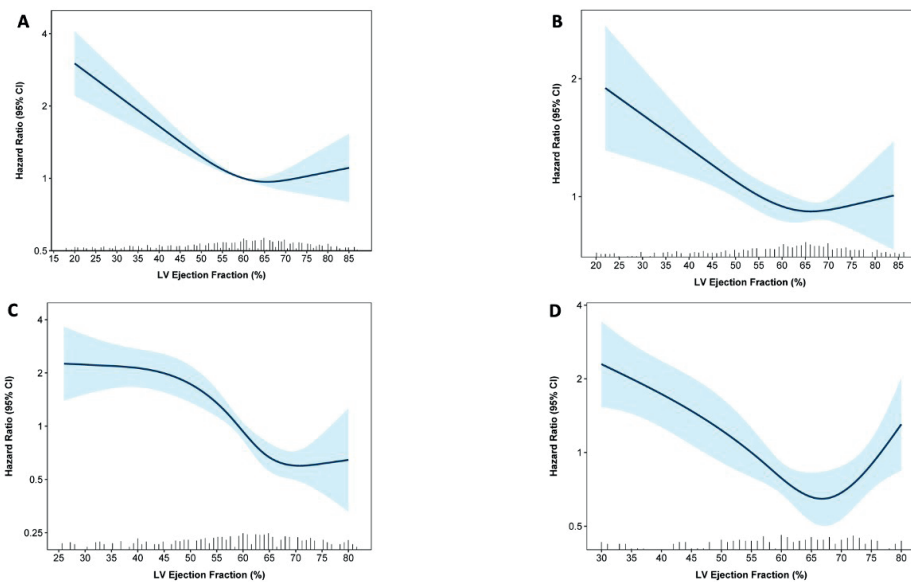 A
Hazard Ratio (95% CI)
4
2
1
0.5
15 20 25 30 35 40 45 50 55 60 65 70 75 80 85
LV Ejection Fraction (%)
B
Hazard Ratio (95% CI)
2
1
20 25 30 35 40 45 50 55 60 65 70 75 80 85
LV Ejection Fraction (%)
C
Hazard Ratio (95% CI)
4
2
1
0.5
0.25
25 30 35 40 45 50 55 60 65 70 75 80
LV Ejection Fraction (%)
D
Hazard Ratio (95% CI)
4
2
1
0.5
30 35 40 45 50 55 60 65 70 75 80
LV Ejection Fraction (%)